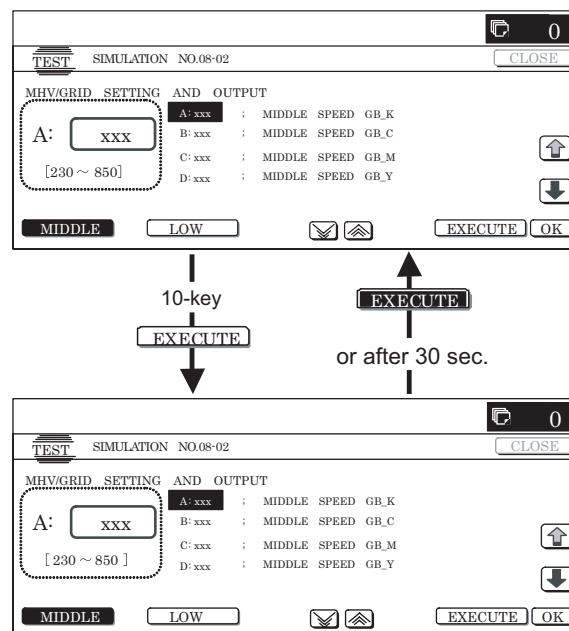 0
TEST SIMULATION NO.08-02 CLOSE
MHV/GRID SETTING AND OUTPUT
A: xxx
[230 ~ 850]
A: xxx ; MIDDLE SPEED GB_K
B: xxx ; MIDDLE SPEED GB_C
C: xxx ; MIDDLE SPEED GB_M
D: xxx ; MIDDLE SPEED GB_Y
MIDDLE LOW EXECUTE OK
10-key
EXECUTE
EXECUTE
or after 30 sec.
0
TEST SIMULATION NO.08-02 CLOSE
MHV/GRID SETTING AND OUTPUT
A: xxx
[ 230 ~ 850 ]
A: xxx ; MIDDLE SPEED GB_K
B: xxx ; MIDDLE SPEED GB_C
C: xxx ; MIDDLE SPEED GB_M
D: xxx ; MIDDLE SPEED GB_Y
MIDDLE LOW EXECUTE OK